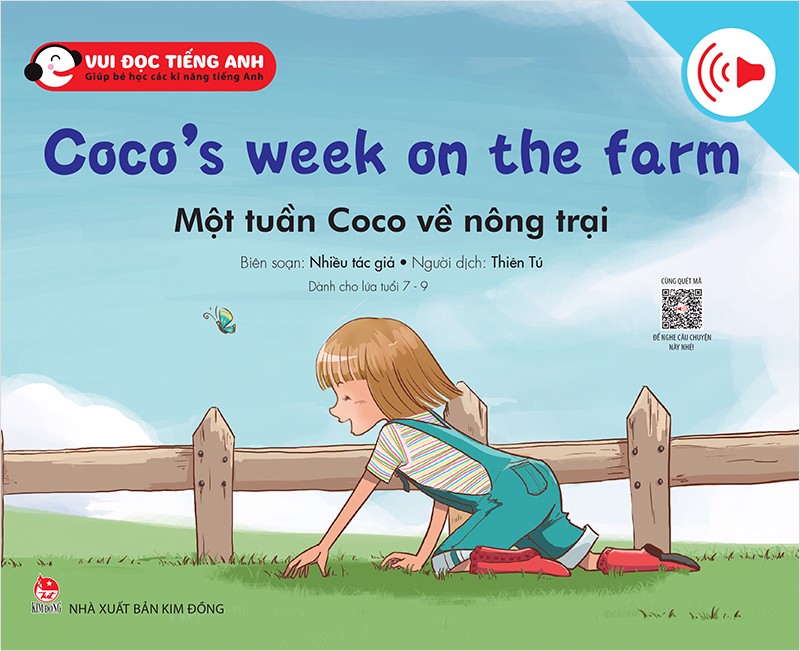 VUI ĐỌC TIẾNG ANH
Giúp bé học các kĩ năng tiếng Anh
Coco's week on the farm
Một tuần Coco về nông trại
Biên soạn: Nhiều tác giả • Người dịch: Thiên Tú
Dành cho lứa tuổi 7 - 9
CÙNG QUÉT MÃ
ĐỂ NGHE CÂU CHUYỆN
NÀY NHÉ!
KIM ĐỒNG
NHÀ XUẤT BẢN KIM ĐỒNG